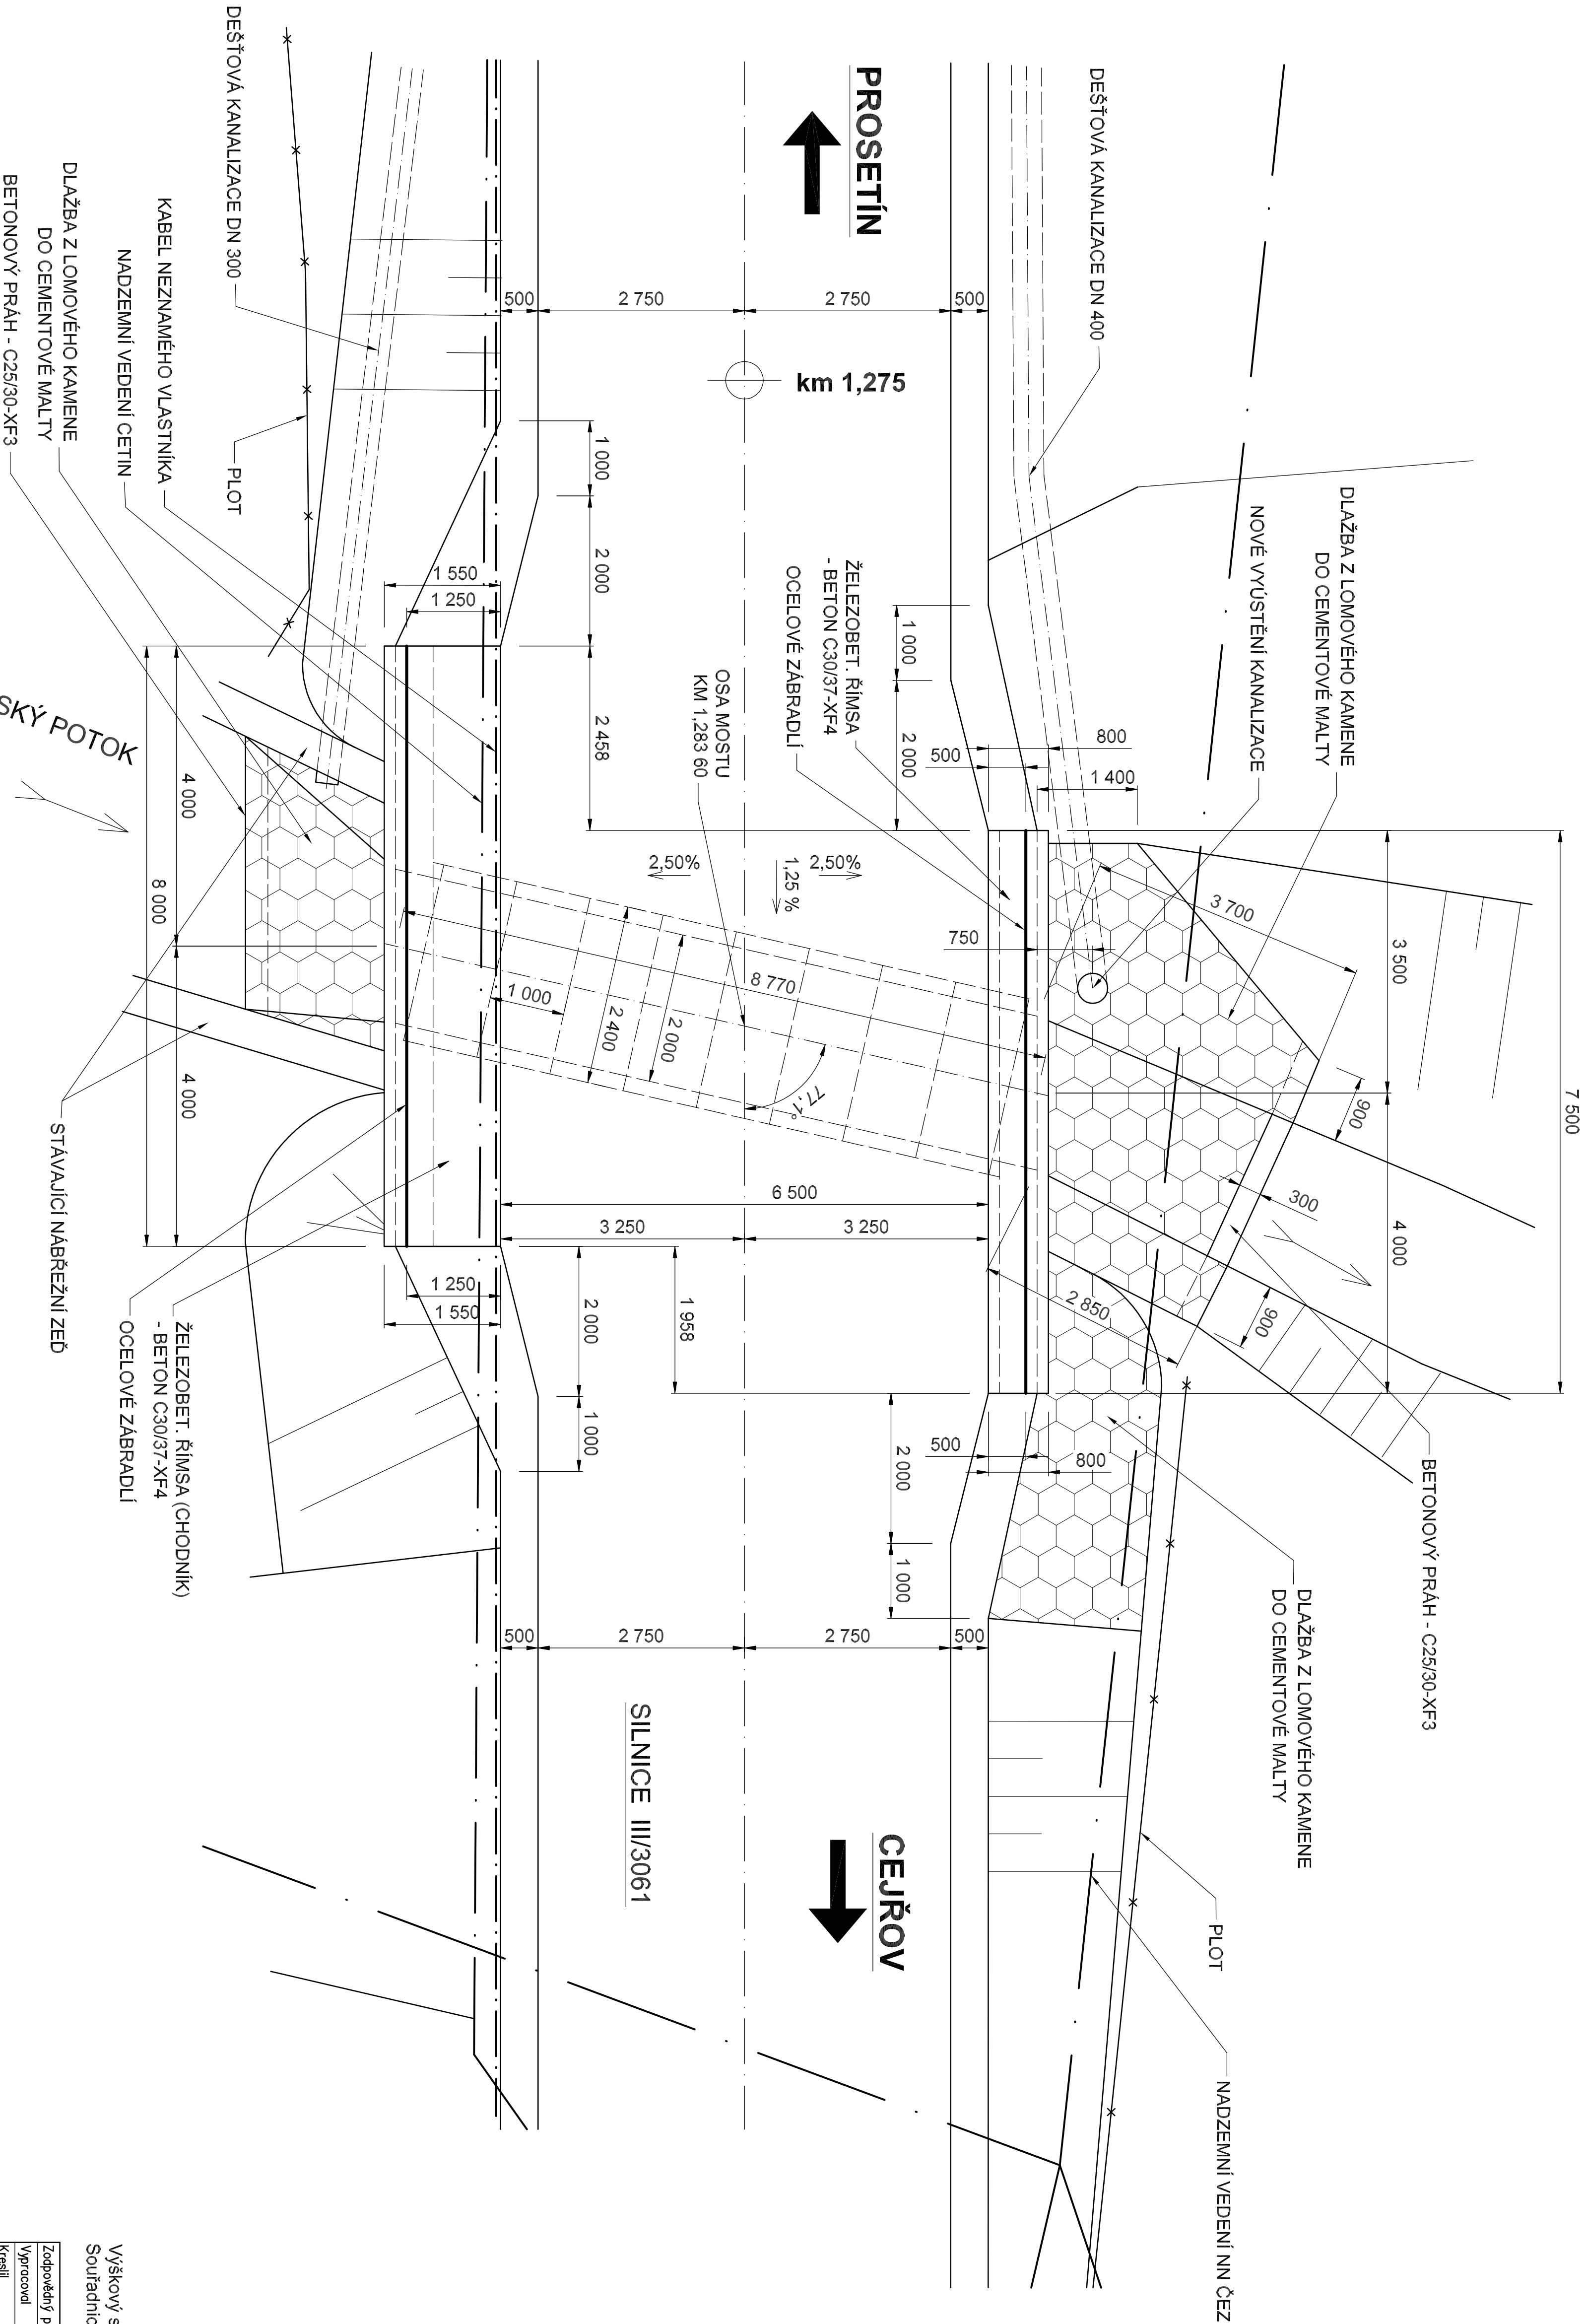 PROSETÍN
km 1,275
CEJŘOV
SILNICE III/3061
OSA MOSTU
KM 1,283 60
DEŠŤOVÁ KANALIZACE DN 400
DLAŽBA Z LOMOVÉHO KAMENE
DO CEMENTOVÉ MALTY
NOVÉ VYÚSTĚNÍ KANALIZACE
ŽELEZOBET. ŘÍMSA
- BETON C30/37-XF4
OCELOVÉ ZÁBRADLÍ
BETONOVÝ PRÁH - C25/30-XF3
DLAŽBA Z LOMOVÉHO KAMENE
DO CEMENTOVÉ MALTY
PLOT
NADZEMNÍ VEDENÍ NN ČEZ
DEŠŤOVÁ KANALIZACE DN 300
PLOT
KABEL NEZNAMÉHO VLASTNÍKA
NADZEMNÍ VEDENÍ CETIN
DLAŽBA Z LOMOVÉHO KAMENE
DO CEMENTOVÉ MALTY
BETONOVÝ PRÁH - C25/30-XF3
SKÝ POTOK
STÁVAJÍCÍ NÁBŘEŽNÍ ZEĎ
ŽELEZOBET. ŘÍMSA (CHODNÍK)
- BETON C30/37-XF4
OCELOVÉ ZÁBRADLÍ
7 500
3 500
4 000
3 700
900
300
900
2 850
1 400
800
500
750
1 000
2 000
500
800
2 000
1 000
500
2 750
2 750
500
500
2 750
2 750
500
1 000
2 000
2 458
1 550
1 250
2,50%
2,50%
1,25 %
8 770
1 000
2 400
2 000
77,1°
6 500
3 250
3 250
1 958
2 000
1 000
1 250
1 550
4 000
4 000
8 000
Výškový s
Souřadnic
Zodpovědný p
Vypracoval
Kreslil